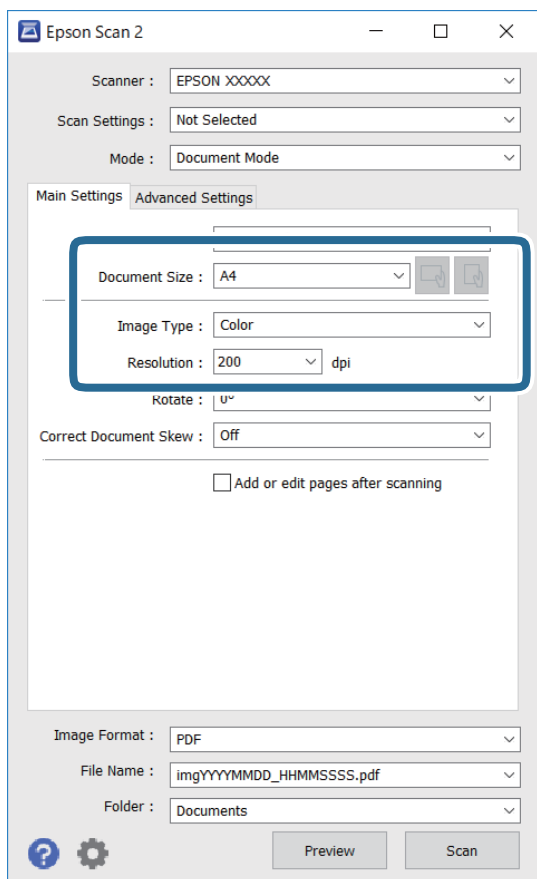 Epson Scan 2
Scanner : EPSON XXXXX
Scan Settings : Not Selected
Mode : Document Mode
Main Settings Advanced Settings
Document Size : A4
Image Type : Color
Resolution : 200 dpi
Rotate : 0°
Correct Document Skew : Off
Add or edit pages after scanning
Image Format : PDF
File Name : imgYYYYMMDD_HHMMSSSS.pdf
Folder : Documents
? Preview Scan